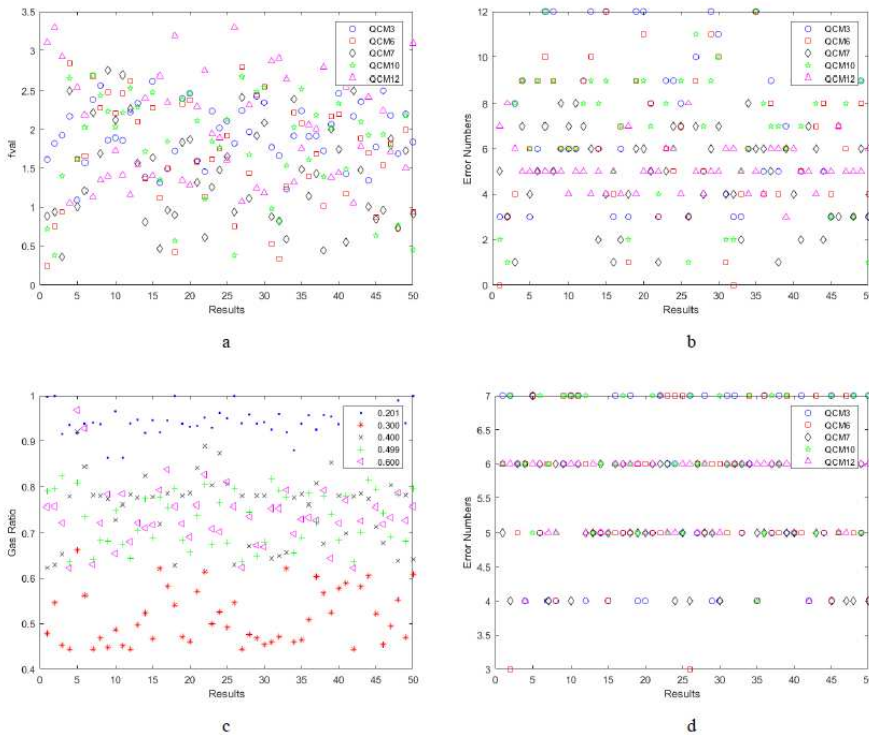 3.5
3
2.5
2
1.5
1
0.5
0
fval
0 5 10 15 20 25 30 35 40 45 50
Results
QCM3
QCM6
QCM7
QCM10
QCM12
a
12
10
8
6
4
2
0
Error Numbers
0 5 10 15 20 25 30 35 40 45 50
Results
QCM3
QCM6
QCM7
QCM10
QCM12
b
1
0.9
0.8
0.7
0.6
0.5
0.4
Gas Ratio
0 5 10 15 20 25 30 35 40 45 50
Results
0.201
0.300
0.400
0.499
0.600
c
7
6.5
6
5.5
5
4.5
4
3.5
3
Error Numbers
0 5 10 15 20 25 30 35 40 45 50
Results
QCM3
QCM6
QCM7
QCM10
QCM12
d